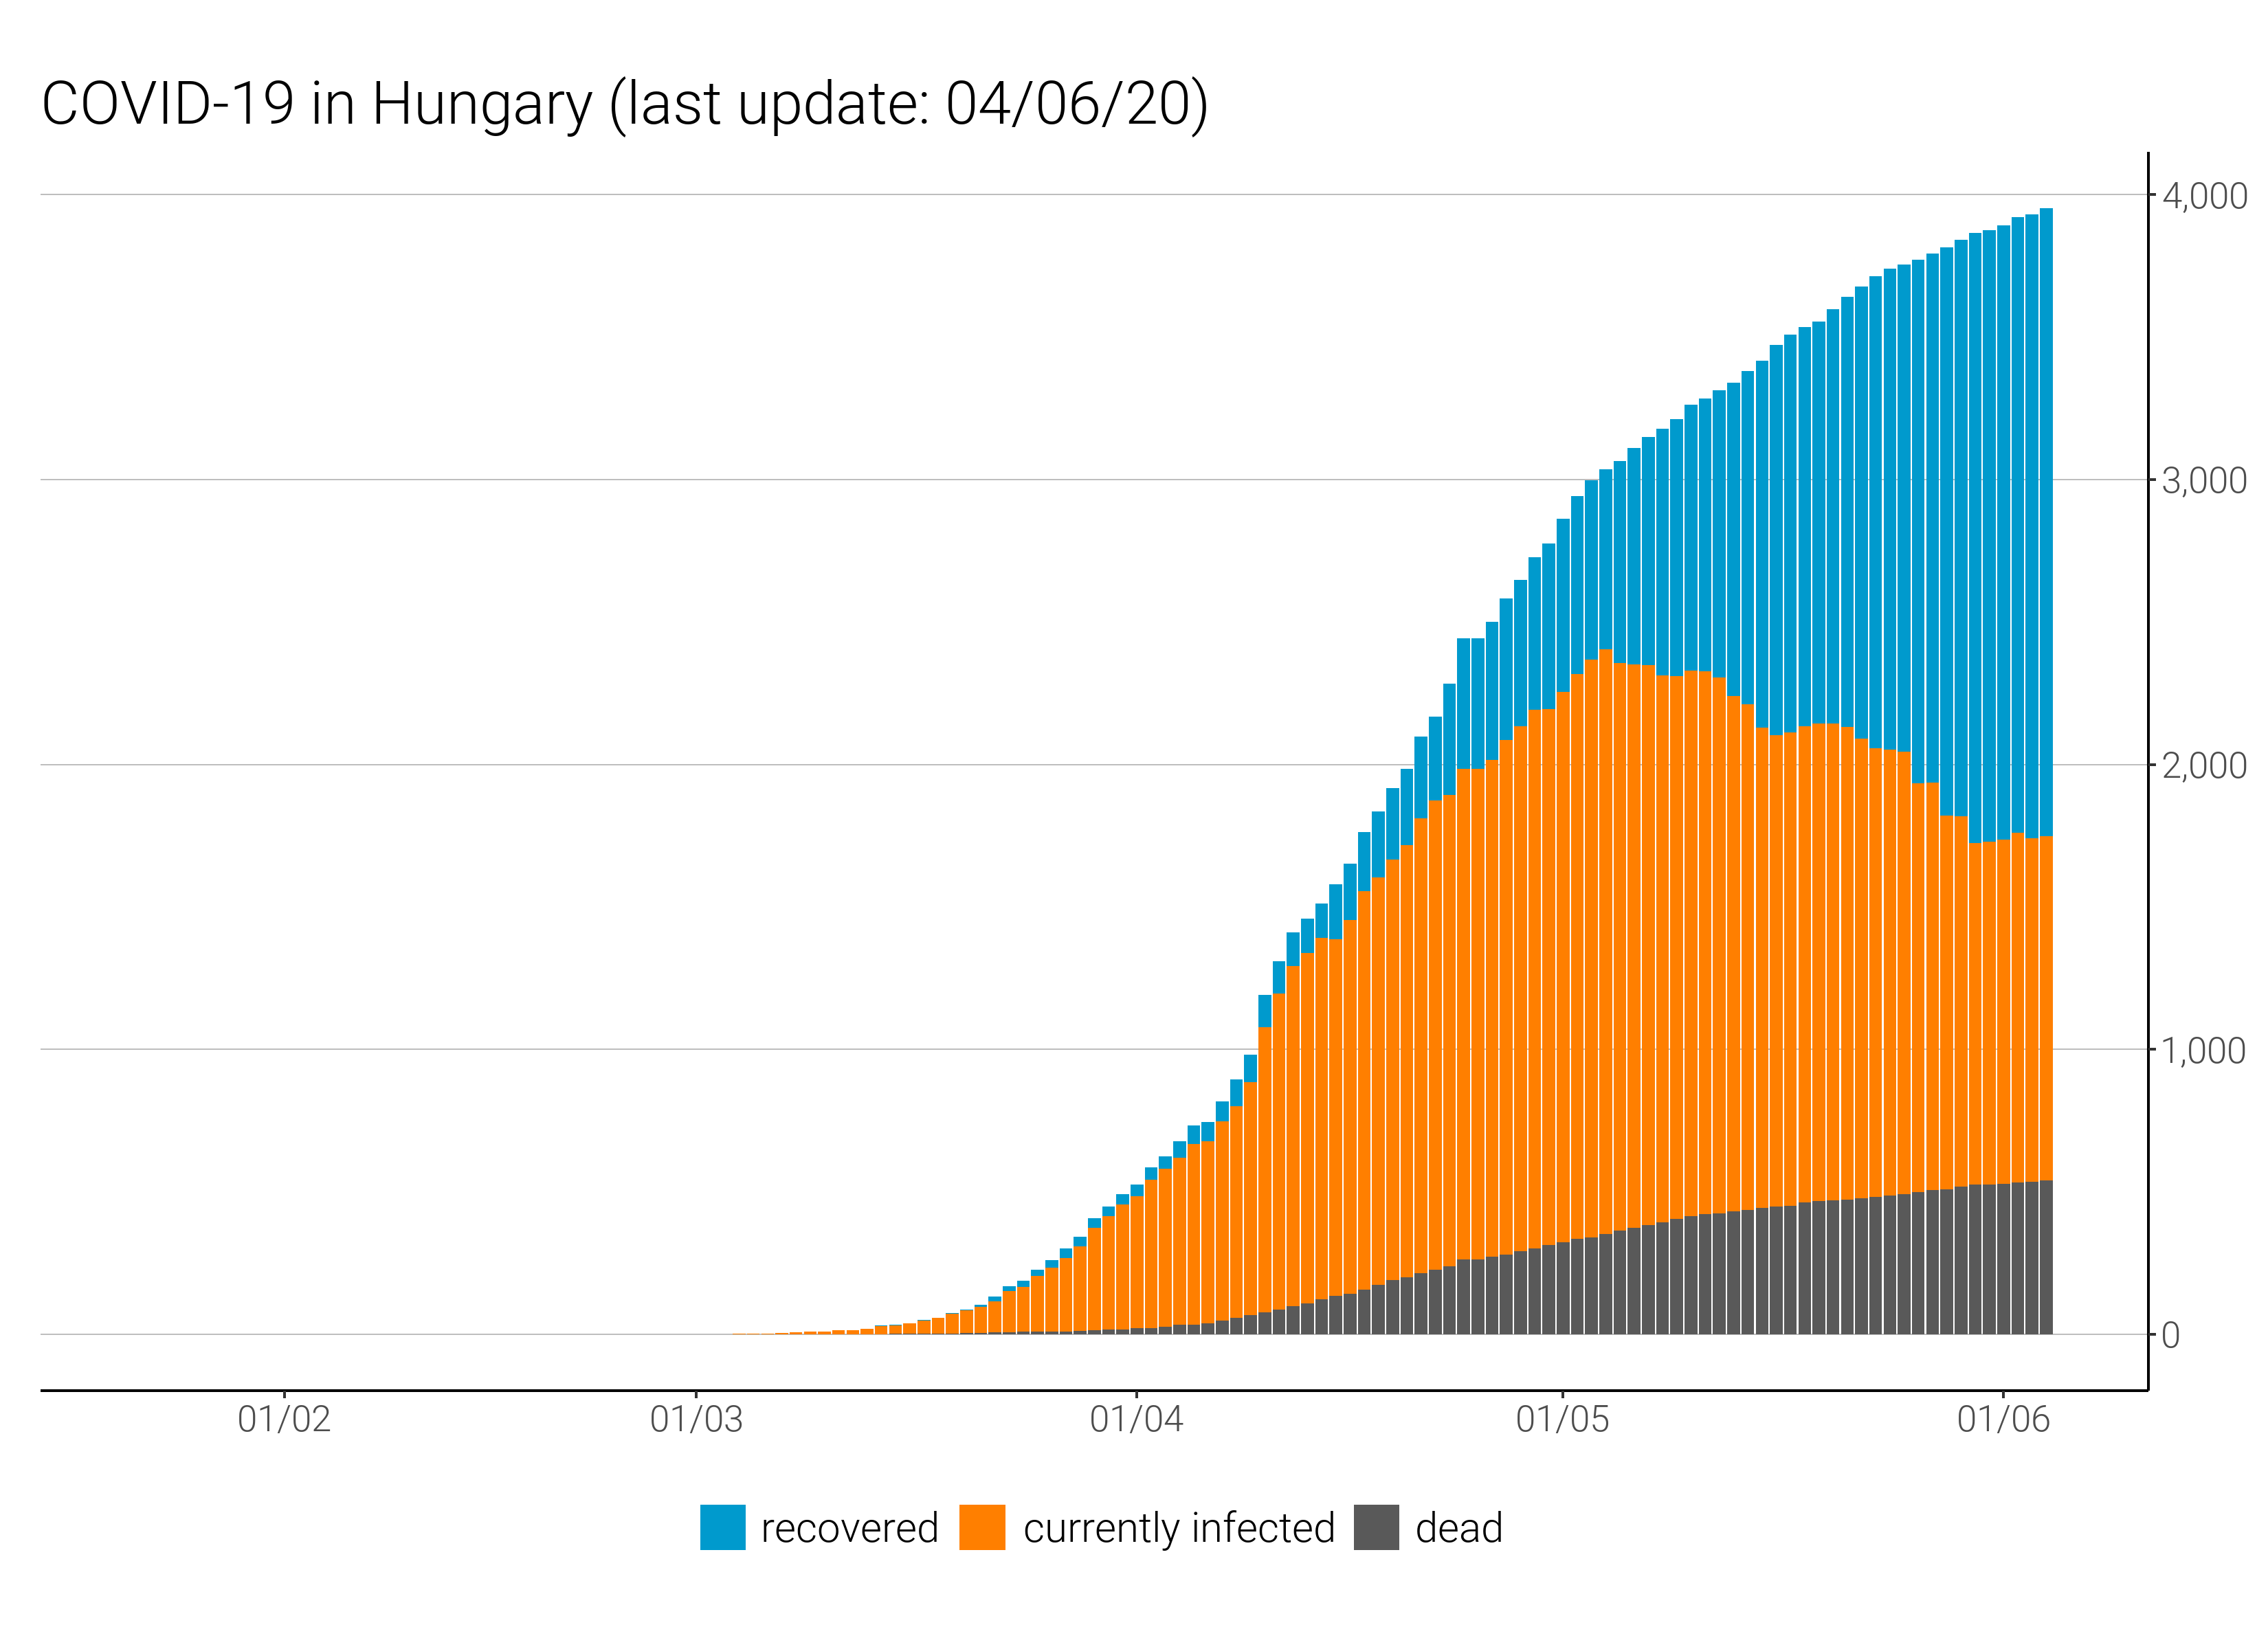 COVID-19 in Hungary (last update: 04/06/20)
4,000
3,000
2,000
1,000
0
01/02 01/03 01/04 01/05 01/06
recovered currently infected dead